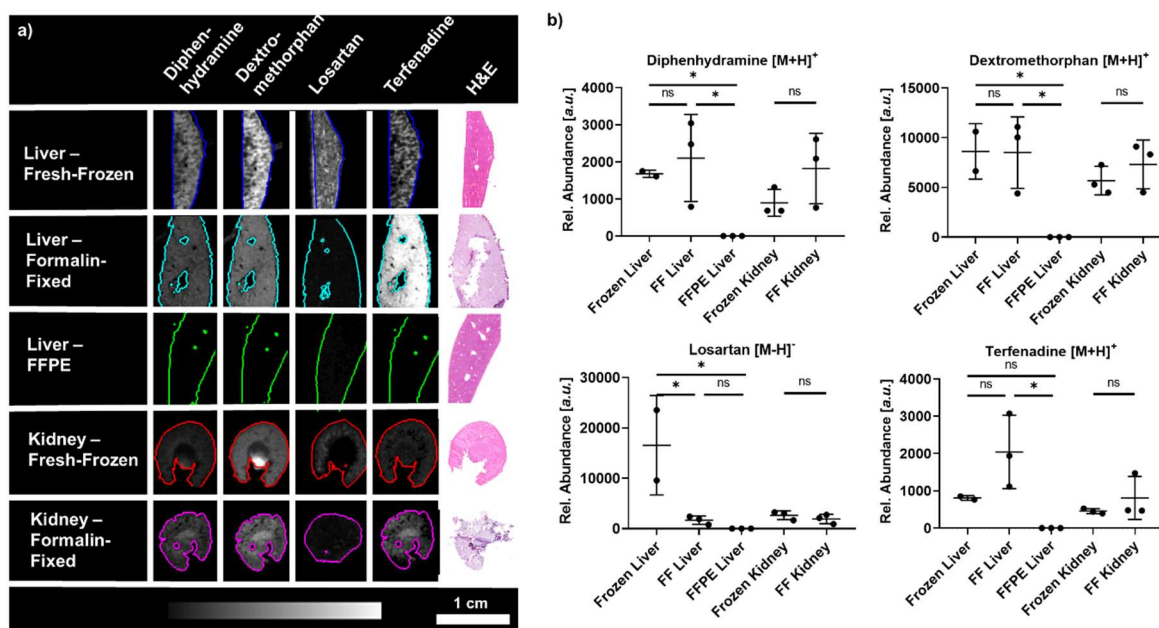 a)
Diphen-
hydramine
Dextro-
methorphan
Losartan
Terfenadine
H&E
Liver –
Fresh-Frozen
Liver –
Formalin-
Fixed
Liver –
FFPE
Kidney –
Fresh-Frozen
Kidney –
Formalin-
Fixed
1 cm
b)
Diphenhydramine [M+H]+
Rel. Abundance [a.u.]
4000
3000
2000
1000
0
*
ns
*
ns
Frozen Liver
FF Liver
FFPE Liver
Frozen Kidney
FF Kidney
Dextromethorphan [M+H]+
Rel. Abundance [a.u.]
15000
10000
5000
0
*
ns
*
ns
Frozen Liver
FF Liver
FFPE Liver
Frozen Kidney
FF Kidney
Losartan [M-H]-
Rel. Abundance [a.u.]
30000
20000
10000
0
*
*
ns
ns
Frozen Liver
FF Liver
FFPE Liver
Frozen Kidney
FF Kidney
Terfenadine [M+H]+
Rel. Abundance [a.u.]
4000
3000
2000
1000
0
ns
ns
*
ns
Frozen Liver
FF Liver
FFPE Liver
Frozen Kidney
FF Kidney